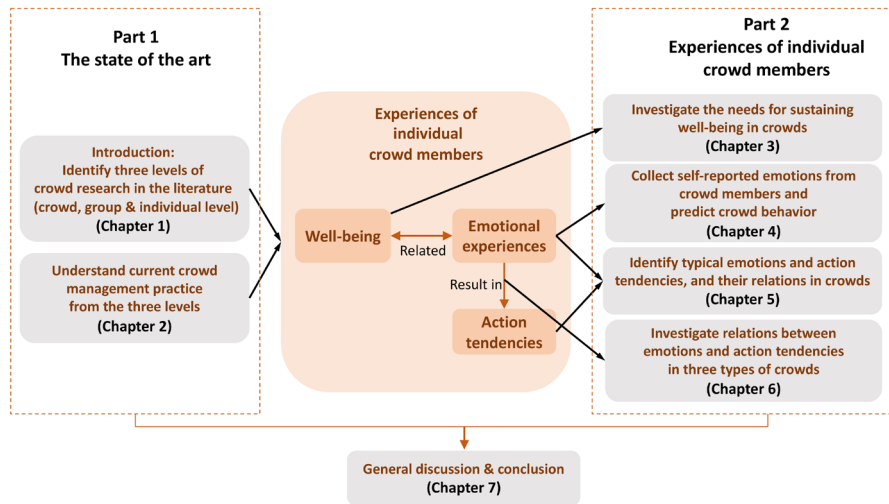 Part 1
The state of the art
Introduction:
Identify three levels of
crowd research in the literature
(crowd, group & individual level)
(Chapter 1)
Understand current crowd
management practice
from the three levels
(Chapter 2)
Experiences of
individual
crowd members
Well-being
Related
Emotional
experiences
Result in
Action
tendencies
Part 2
Experiences of individual
crowd members
Investigate the needs for sustaining
well-being in crowds
(Chapter 3)
Collect self-reported emotions from
crowd members and
predict crowd behavior
(Chapter 4)
Identify typical emotions and action
tendencies, and their relations in crowds
(Chapter 5)
Investigate relations between
emotions and action tendencies
in three types of crowds
(Chapter 6)
General discussion & conclusion
(Chapter 7)